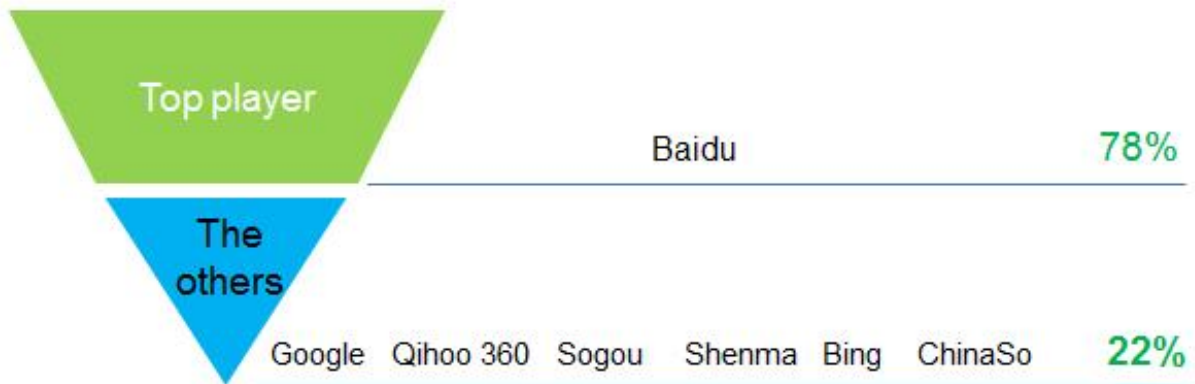 Top player
Baidu 78%
The
others
Google Qihoo 360 Sogou Shenma Bing ChinaSo 22%